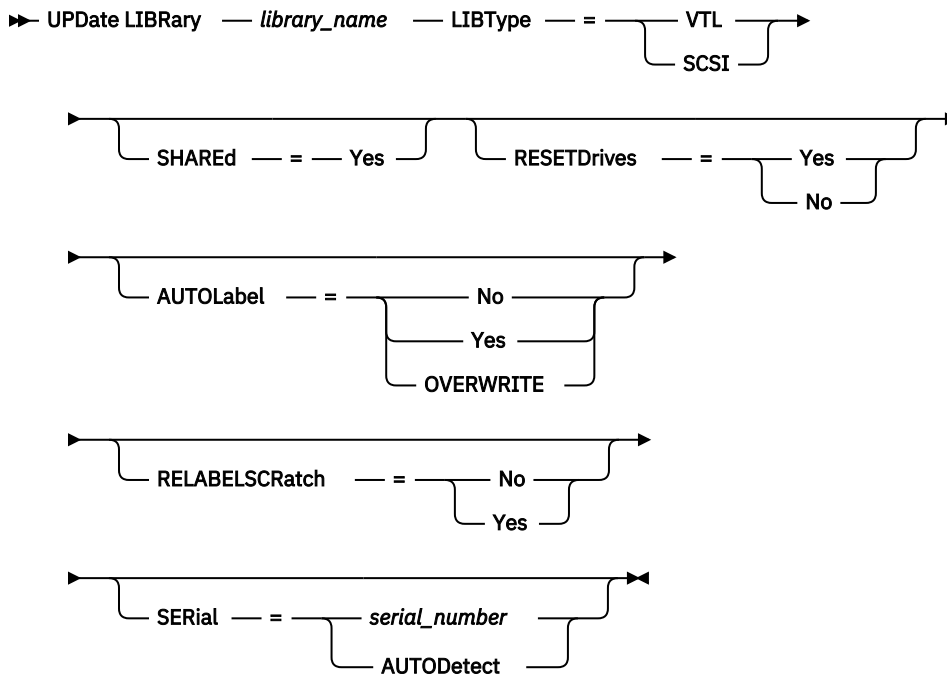 UPDate LIBRary library_name LIBType = VTL
SCSI
SHAREd = Yes RESETDrives = Yes
No
AUTOLabel = No
Yes
OVERWRITE
RELABELSCRatch = No
Yes
SERial = serial_number
AUTODetect